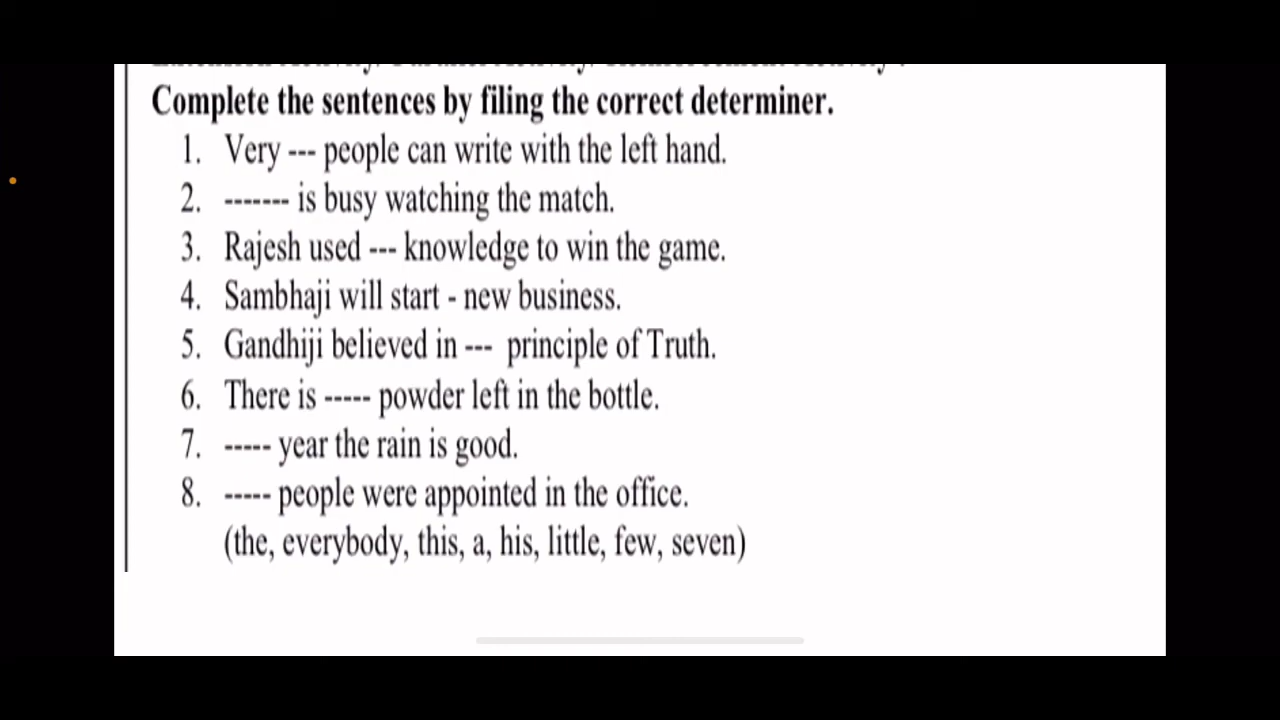 Complete the sentences by filing the correct determiner.
1. Very --- people can write with the left hand.
2. ------- is busy watching the match.
3. Rajesh used --- knowledge to win the game.
4. Sambhaji will start - new business.
5. Gandhiji believed in --- principle of Truth.
6. There is ----- powder left in the bottle.
7. ----- year the rain is good.
8. ----- people were appointed in the office.
(the, everybody, this, a, his, little, few, seven)